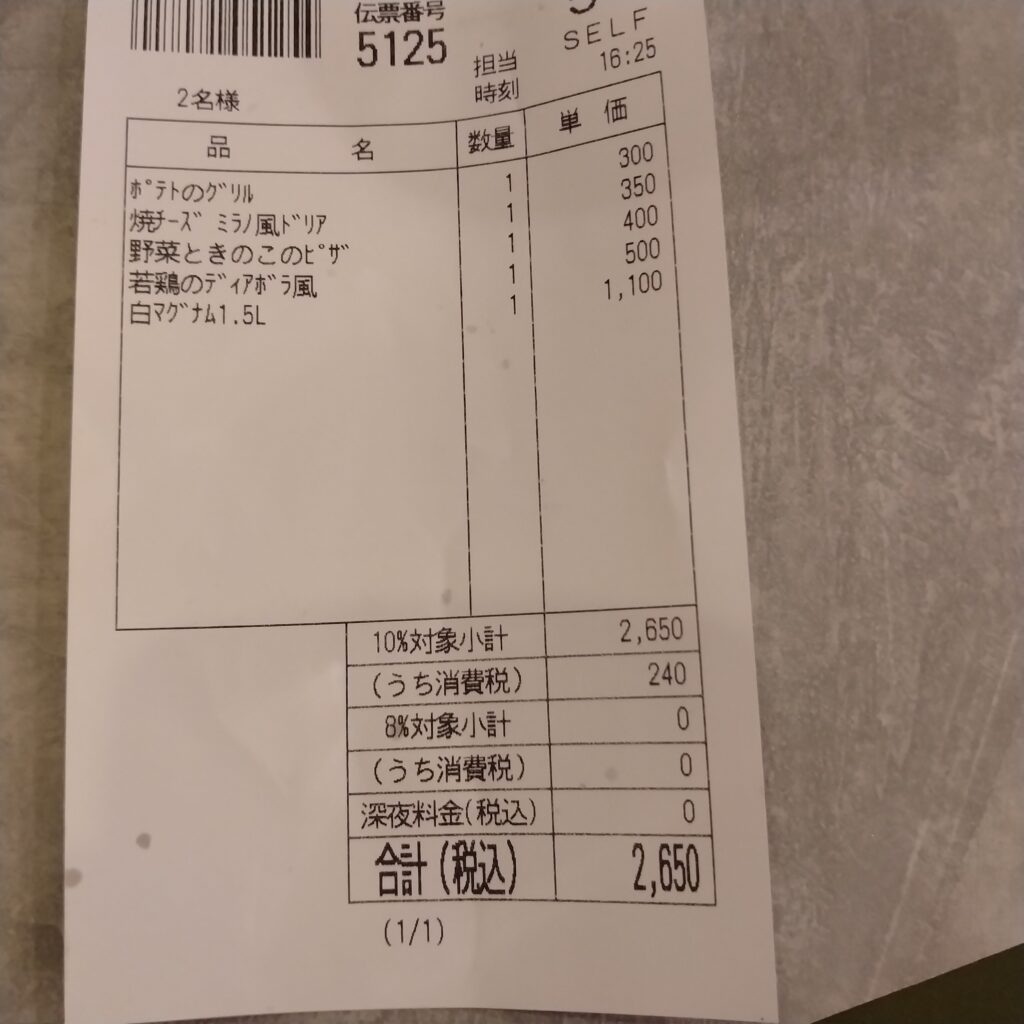 伝票番号
5125
SELF
担当
16:25
時刻
2名様
品 名 数量 単価
ﾎﾟﾃﾄのｸﾞﾘﾙ 1 300
焼ﾁｰｽﾞ ﾐﾗﾉ風ﾄﾞﾘｱ 1 350
野菜ときのこのﾋﾟｻﾞ 1 400
若鶏のﾃﾞｨｱﾎﾞﾗ風 1 500
白ﾏｸﾞﾅﾑ1.5L 1 1,100
10%対象小計 2,650
(うち消費税) 240
8%対象小計 0
(うち消費税) 0
深夜料金(税込) 0
合計(税込) 2,650
(1/1)